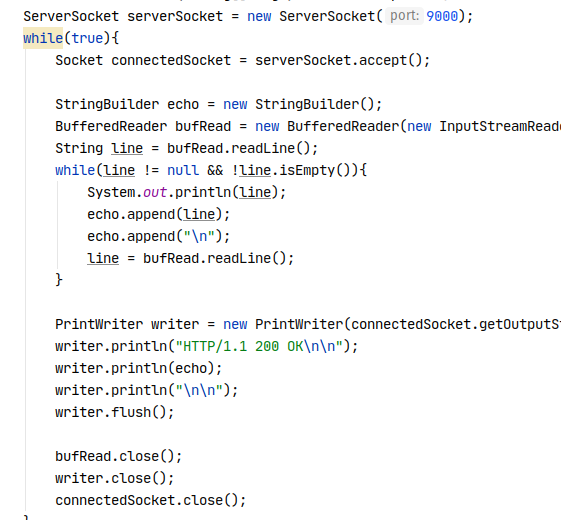 ServerSocket serverSocket = new ServerSocket( port: 9000);
while(true){
Socket connectedSocket = serverSocket.accept();
StringBuilder echo = new StringBuilder();
BufferedReader bufRead = new BufferedReader(new InputStreamReade
String line = bufRead.readLine();
while(line != null && !line.isEmpty()){
System.out.println(line);
echo.append(line);
echo.append("\n");
line = bufRead.readLine();
}
PrintWriter writer = new PrintWriter(connectedSocket.getOutputSt
writer.println("HTTP/1.1 200 OK\n\n");
writer.println(echo);
writer.println("\n\n");
writer.flush();
bufRead.close();
writer.close();
connectedSocket.close();
}